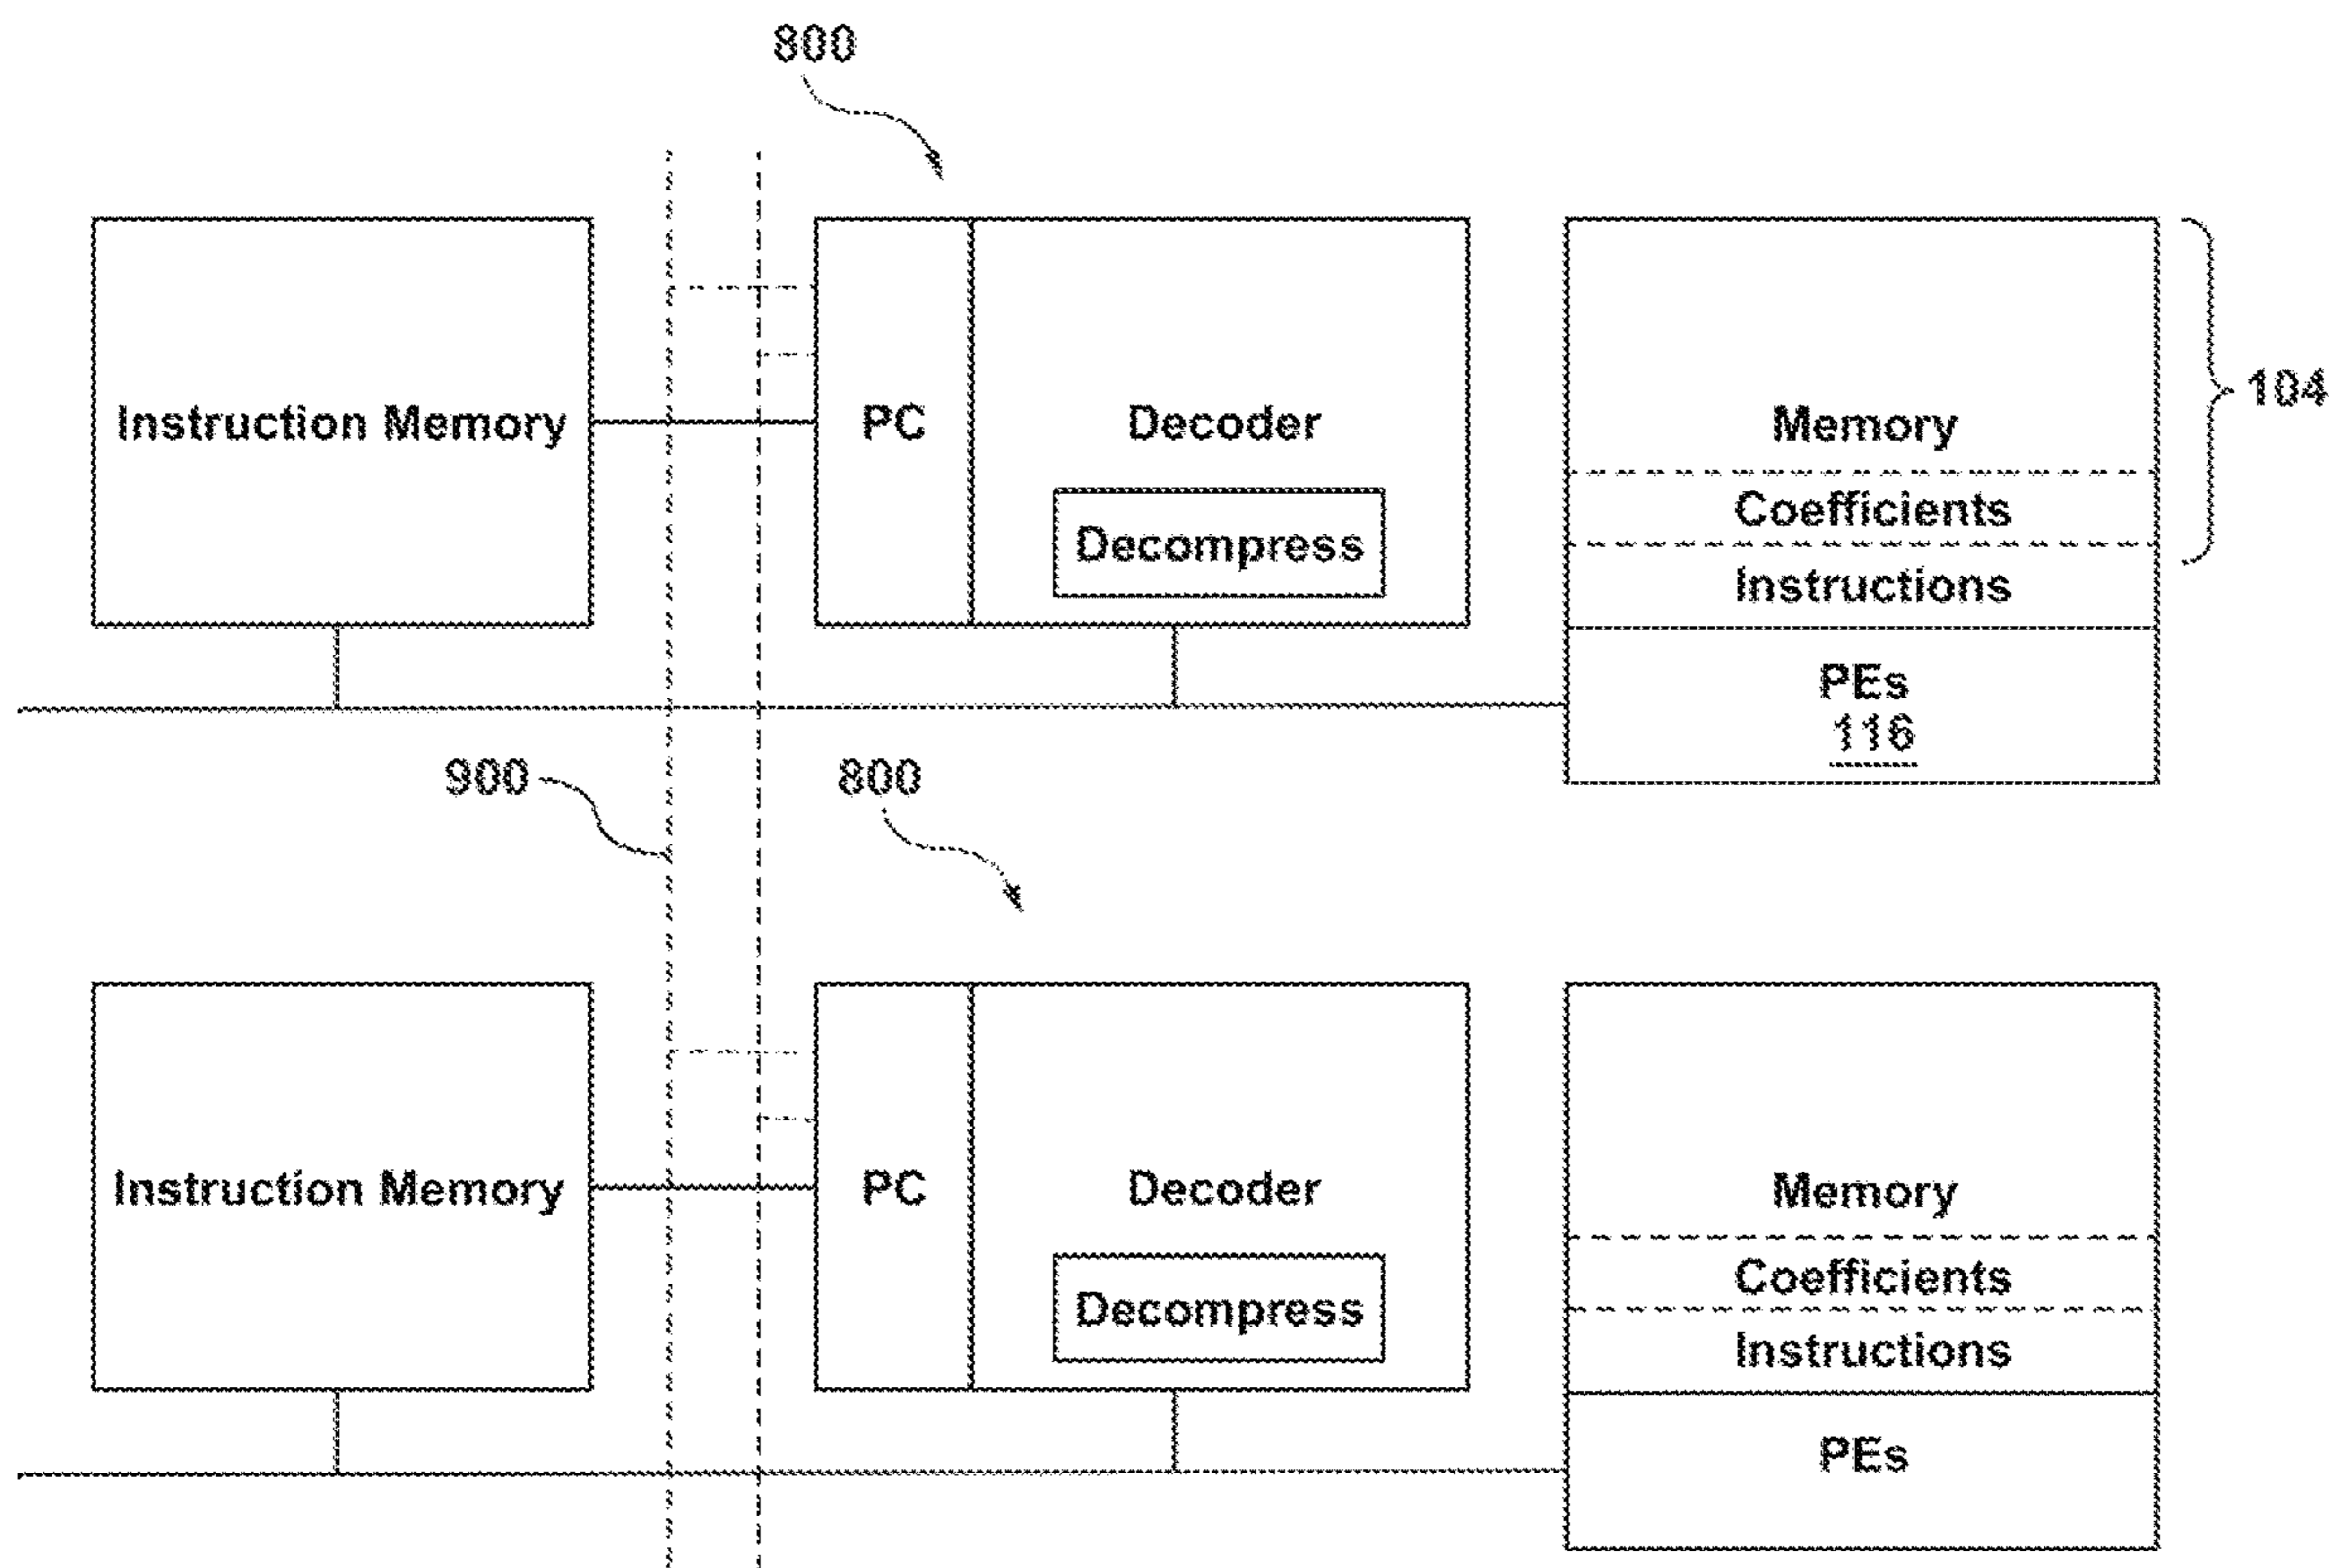 800
Instruction Memory
PC
Decoder
Decompress
Memory
Coefficients
Instructions
104
PEs
116
900
800
Instruction Memory
PC
Decoder
Decompress
Memory
Coefficients
Instructions
PEs